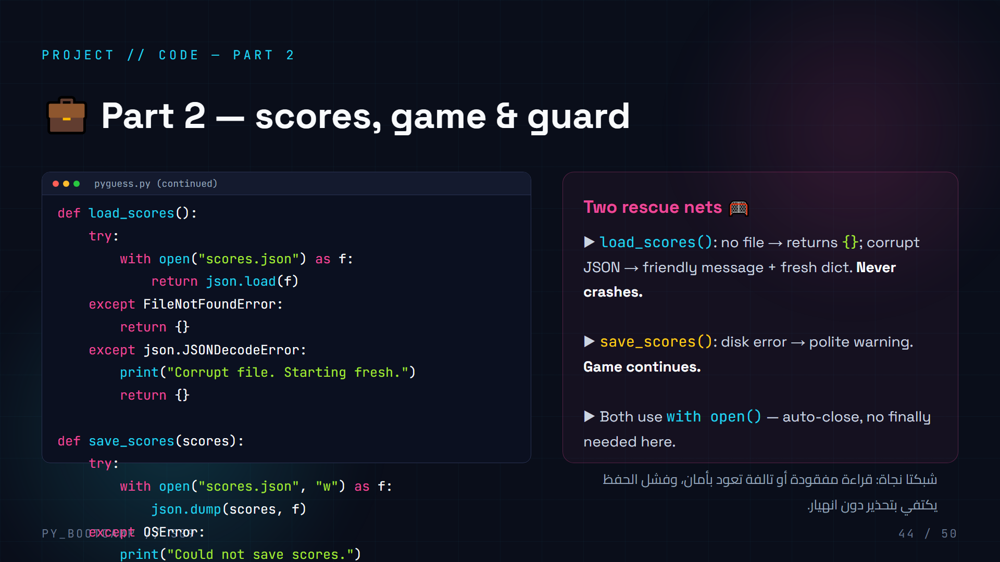 PROJECT // CODE — PART 2
Part 2 — scores, game & guard
pyguess.py (continued)
def load_scores():
    try:
        with open("scores.json") as f:
            return json.load(f)
    except FileNotFoundError:
        return {}
    except json.JSONDecodeError:
        print("Corrupt file. Starting fresh.")
        return {}
def save_scores(scores):
    try:
        with open("scores.json", "w") as f:
            json.dump(scores, f)
    except OSError:
        print("Could not save scores.")
Two rescue nets
▶ load_scores(): no file → returns {}; corrupt
JSON → friendly message + fresh dict. Never
crashes.
▶ save_scores(): disk error → polite warning.
Game continues.
▶ Both use with open() — auto-close, no finally
needed here.
شبكتا نجاة: قراءة مفقودة أو تالفة تعود بأمان، وفشل الحفظ
يكتفي بتحذير دون انهيار.
PY_BOOTCAMP //
44 / 50